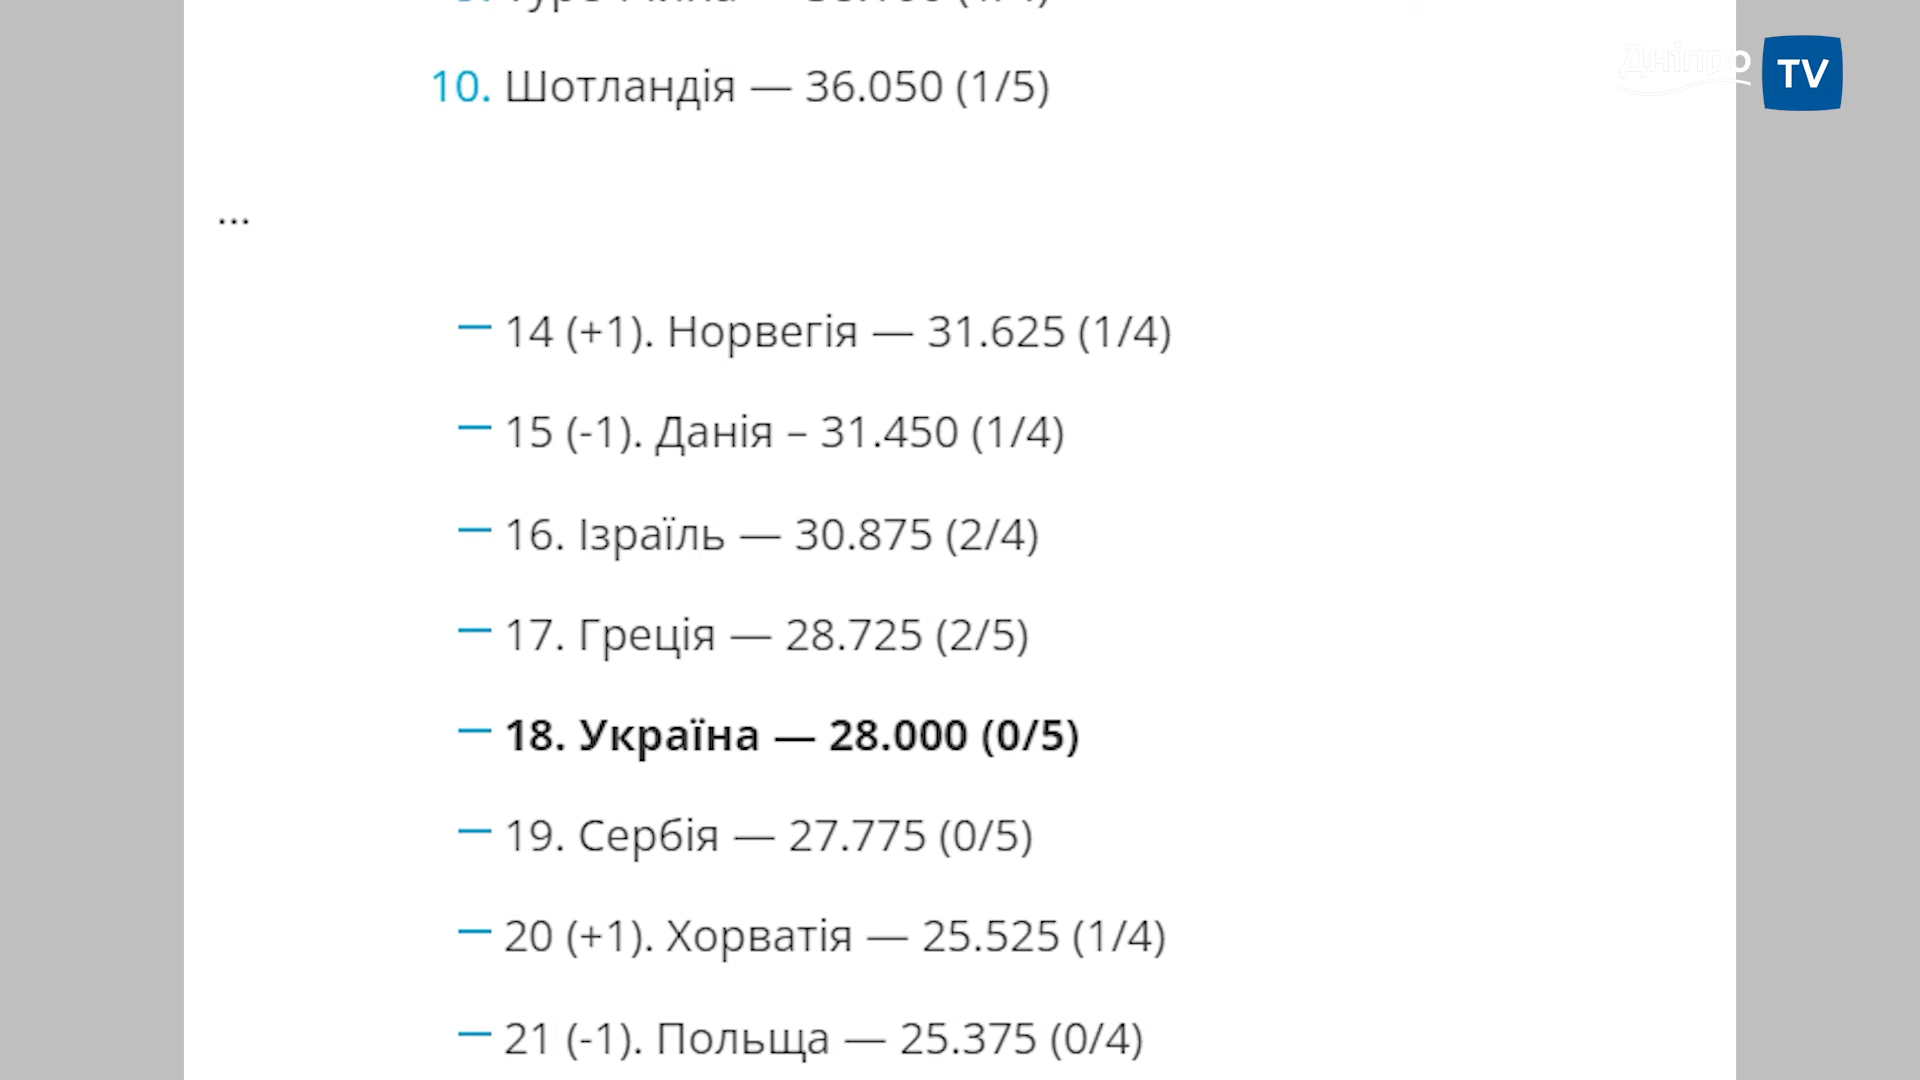 Дніпро TV
10. Шотландія — 36.050 (1/5)
...
14 (+1). Норвегія — 31.625 (1/4)
15 (-1). Данія – 31.450 (1/4)
16. Ізраїль — 30.875 (2/4)
17. Греція — 28.725 (2/5)
18. Україна — 28.000 (0/5)
19. Сербія — 27.775 (0/5)
20 (+1). Хорватія — 25.525 (1/4)
21 (-1). Польща — 25.375 (0/4)